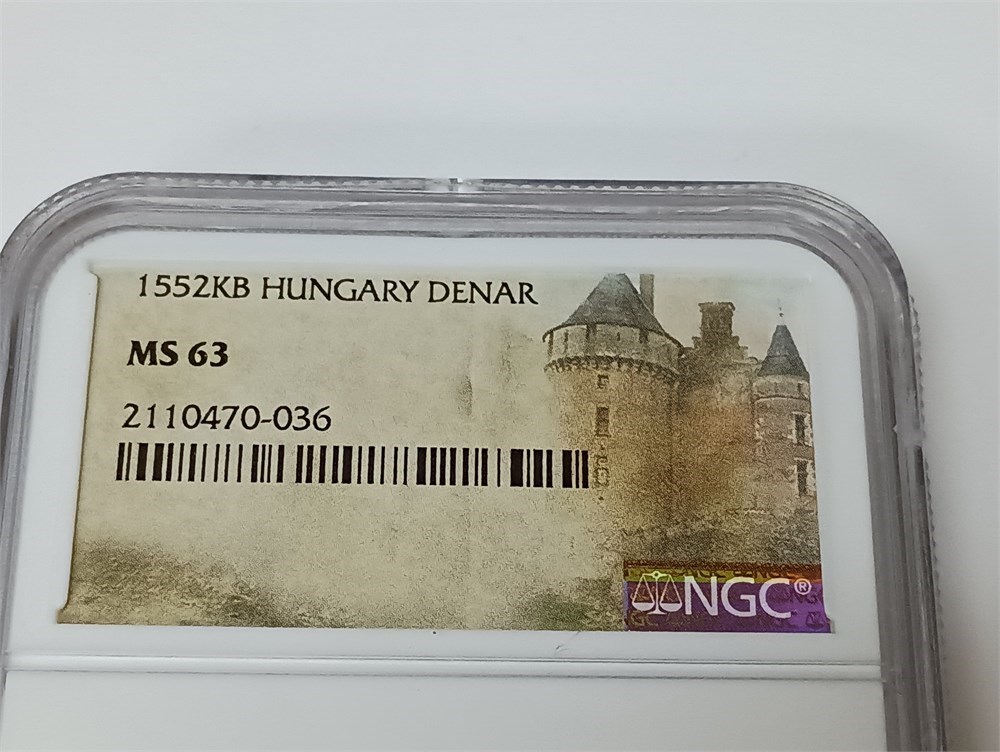 1552KB HUNGARY DENAR
MS 63
2110470-036
NGC®